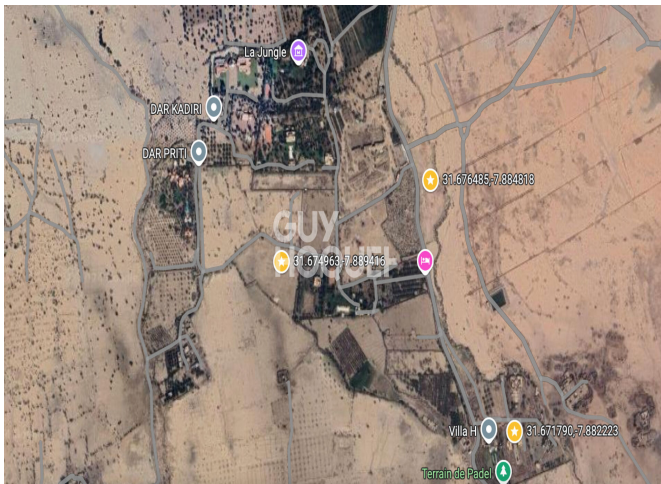 La Jungle
DAR KADIRI
DAR PRITI
31.676485,-7.884818
GUY
HOQUET
31.674963,-7.889416
Villa H
31.671790,-7.882223
Terrain de Padel